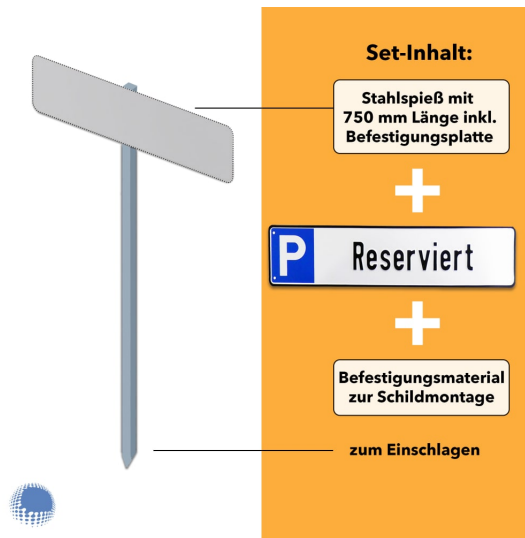 Set-Inhalt:
Stahlspieß mit
750 mm Länge inkl.
Befestigungsplatte
+
P Reserviert
+
Befestigungsmaterial
zur Schildmontage
zum Einschlagen